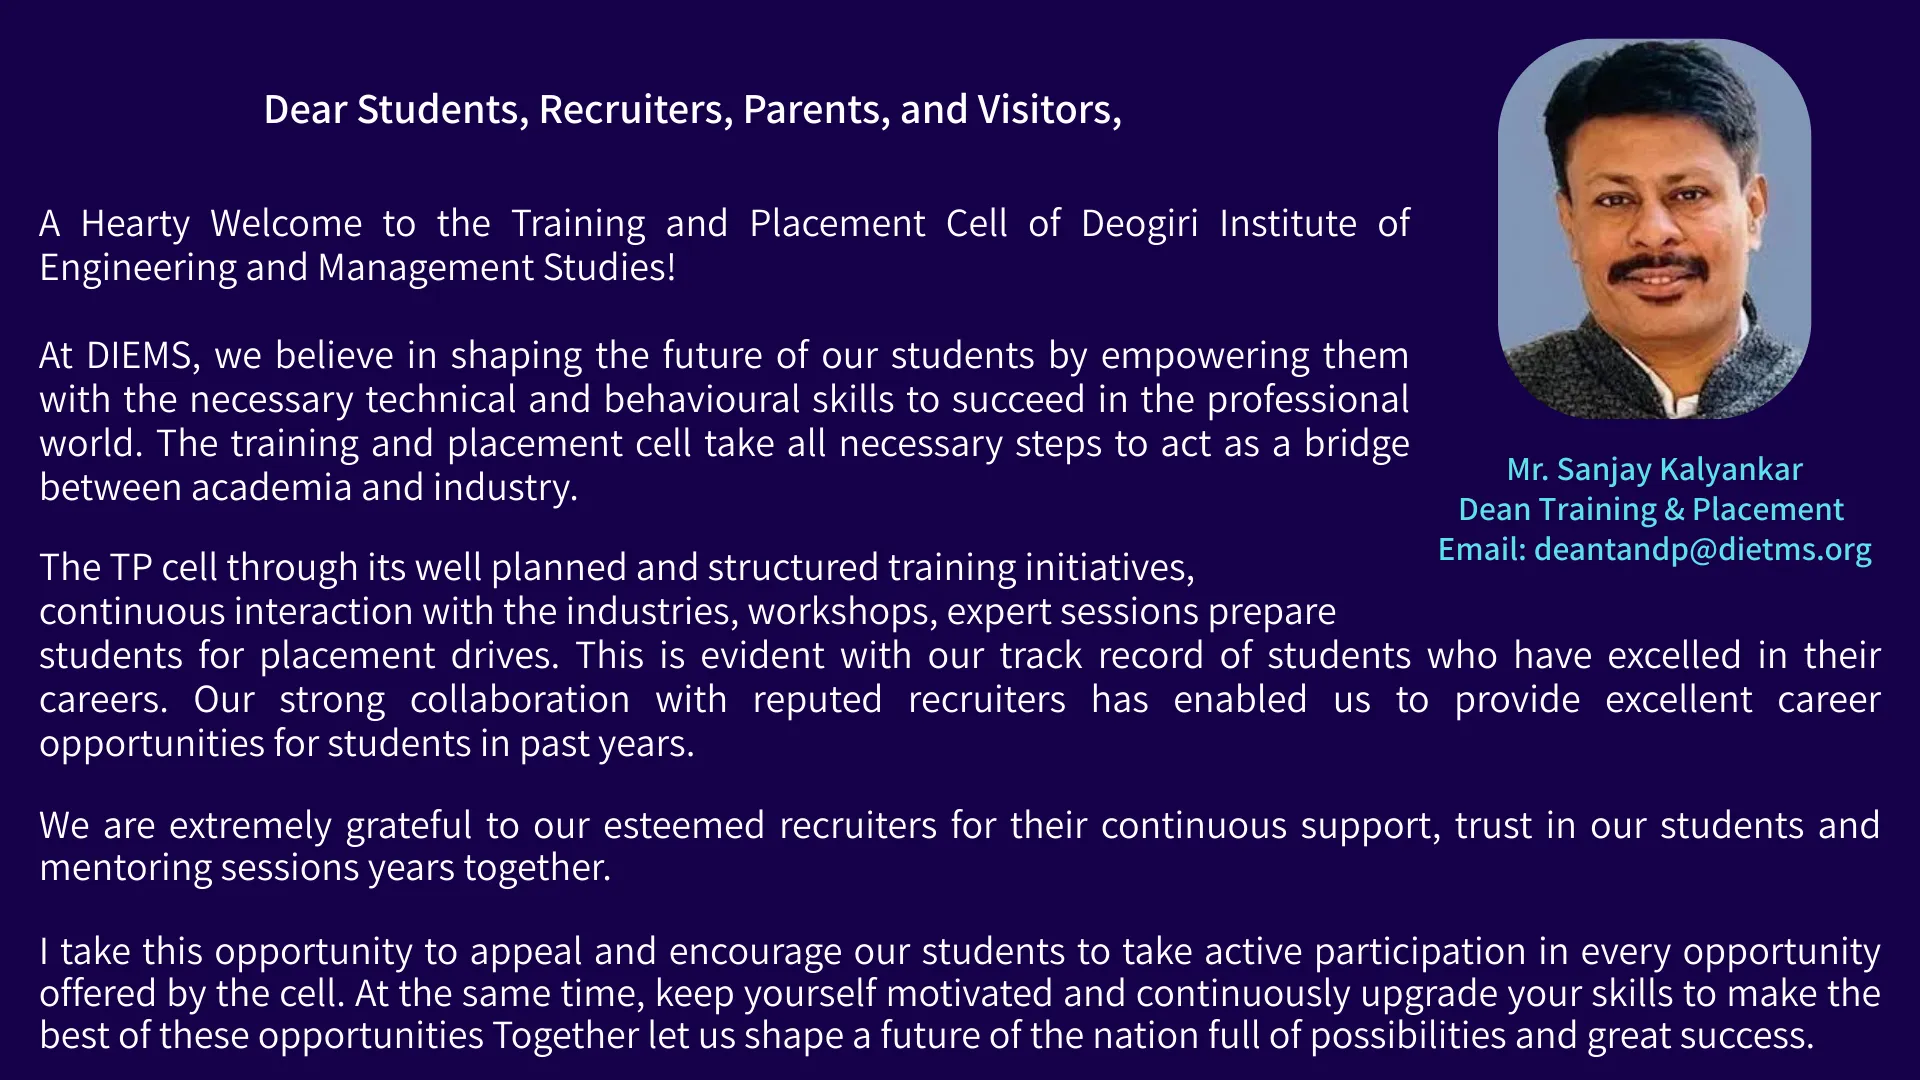 Dear Students, Recruiters, Parents, and Visitors,
A Hearty Welcome to the Training and Placement Cell of Deogiri Institute of
Engineering and Management Studies!
At DIEMS, we believe in shaping the future of our students by empowering them
with the necessary technical and behavioural skills to succeed in the professional
world. The training and placement cell take all necessary steps to act as a bridge
between academia and industry.
Mr. Sanjay Kalyankar
Dean Training & Placement
Email: deantandp@dietms.org
The TP cell through its well planned and structured training initiatives,
continuous interaction with the industries, workshops, expert sessions prepare
students for placement drives. This is evident with our track record of students who have excelled in their
careers. Our strong collaboration with reputed recruiters has enabled us to provide excellent career
opportunities for students in past years.
We are extremely grateful to our esteemed recruiters for their continuous support, trust in our students and
mentoring sessions years together.
I take this opportunity to appeal and encourage our students to take active participation in every opportunity
offered by the cell. At the same time, keep yourself motivated and continuously upgrade your skills to make the
best of these opportunities Together let us shape a future of the nation full of possibilities and great success.